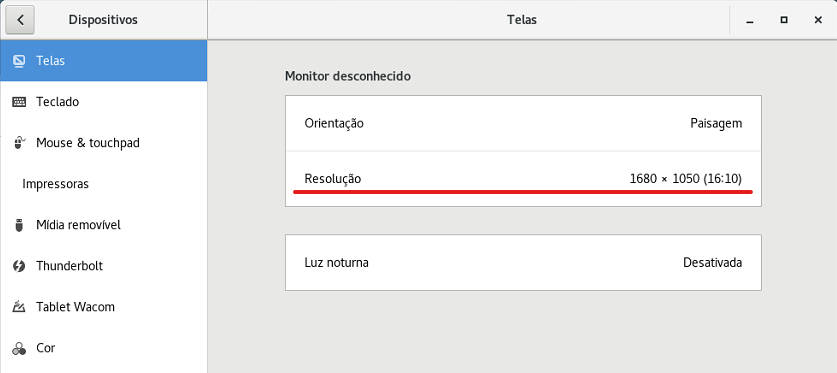 Dispositivos
Telas
Telas
Teclado
Mouse & touchpad
Impressoras
Mídia removível
Thunderbolt
Tablet Wacom
Cor
Monitor desconhecido
Orientação Paisagem
Resolução 1680 × 1050 (16∶10)
Luz noturna Desativada